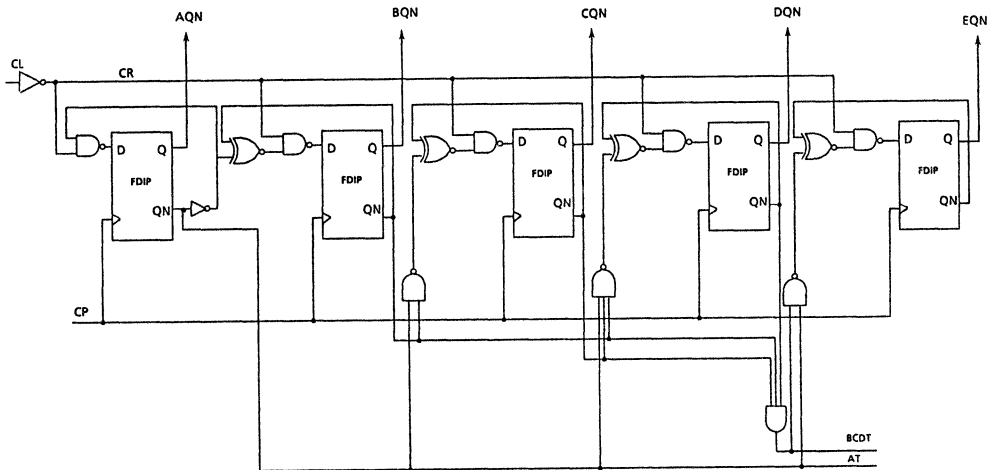 AQN
BQN
CQN
DQN
EQN
CL
CR
D Q
FDIP
QN
D Q
FDIP
QN
D Q
FDIP
QN
D Q
FDIP
QN
D Q
FDIP
QN
CP
BCDT
AT